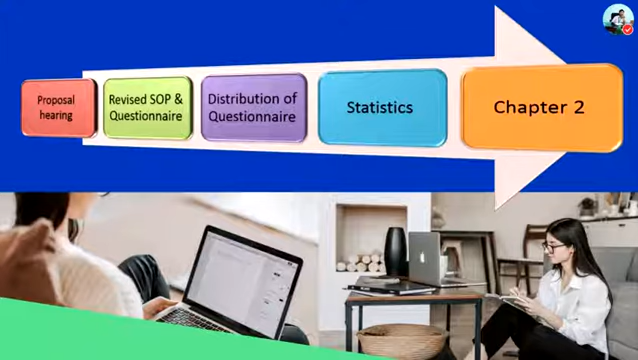 Proposal
hearing
Revised SOP &
Questionnaire
Distribution of
Questionnaire
Statistics
Chapter 2